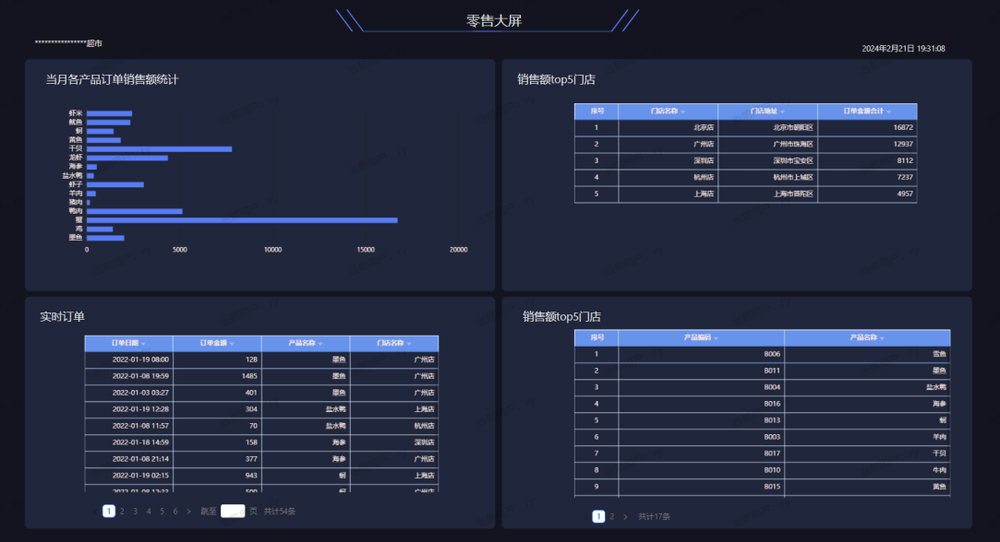 零售大屏
****************超市
2024年2月21日 19:31:08
当月各产品订单销售额统计
虾米
鱿鱼
蚵
黄鱼
干贝
龙虾
海参
盐水鸭
虾子
羊肉
猪肉
鸭肉
蟹
鸡
墨鱼
0 5000 10000 15000 20000
销售额top5门店
序号 门店名称 门店地址 订单金额合计
1 北京店 北京市朝阳区 16872
2 广州店 广州市珠海区 12937
3 深圳店 深圳市宝安区 8112
4 杭州店 杭州市上城区 7237
5 上海店 上海市普陀区 4957
实时订单
订单日期 订单金额 产品名称 门店名称
2022-01-19 08:00 128 墨鱼 广州店
2022-01-08 19:59 1485 墨鱼 广州店
2022-01-03 03:27 401 墨鱼 广州店
2022-01-19 12:28 304 盐水鸭 上海店
2022-01-08 11:57 70 盐水鸭 杭州店
2022-01-18 14:59 158 海参 深圳店
2022-01-08 21:14 377 海参 广州店
2022-01-19 02:15 943 蚵 上海店
1 2 3 4 5 6 > 跳至 页 共计54条
销售额top5门店
序号 产品编码 产品名称
1 B006 雪鱼
2 B011 墨鱼
3 B004 盐水鸭
4 B016 海参
5 B013 蚵
6 B003 羊肉
7 B017 干贝
8 B010 牛肉
9 B015 黄鱼
1 2 > 共计17条